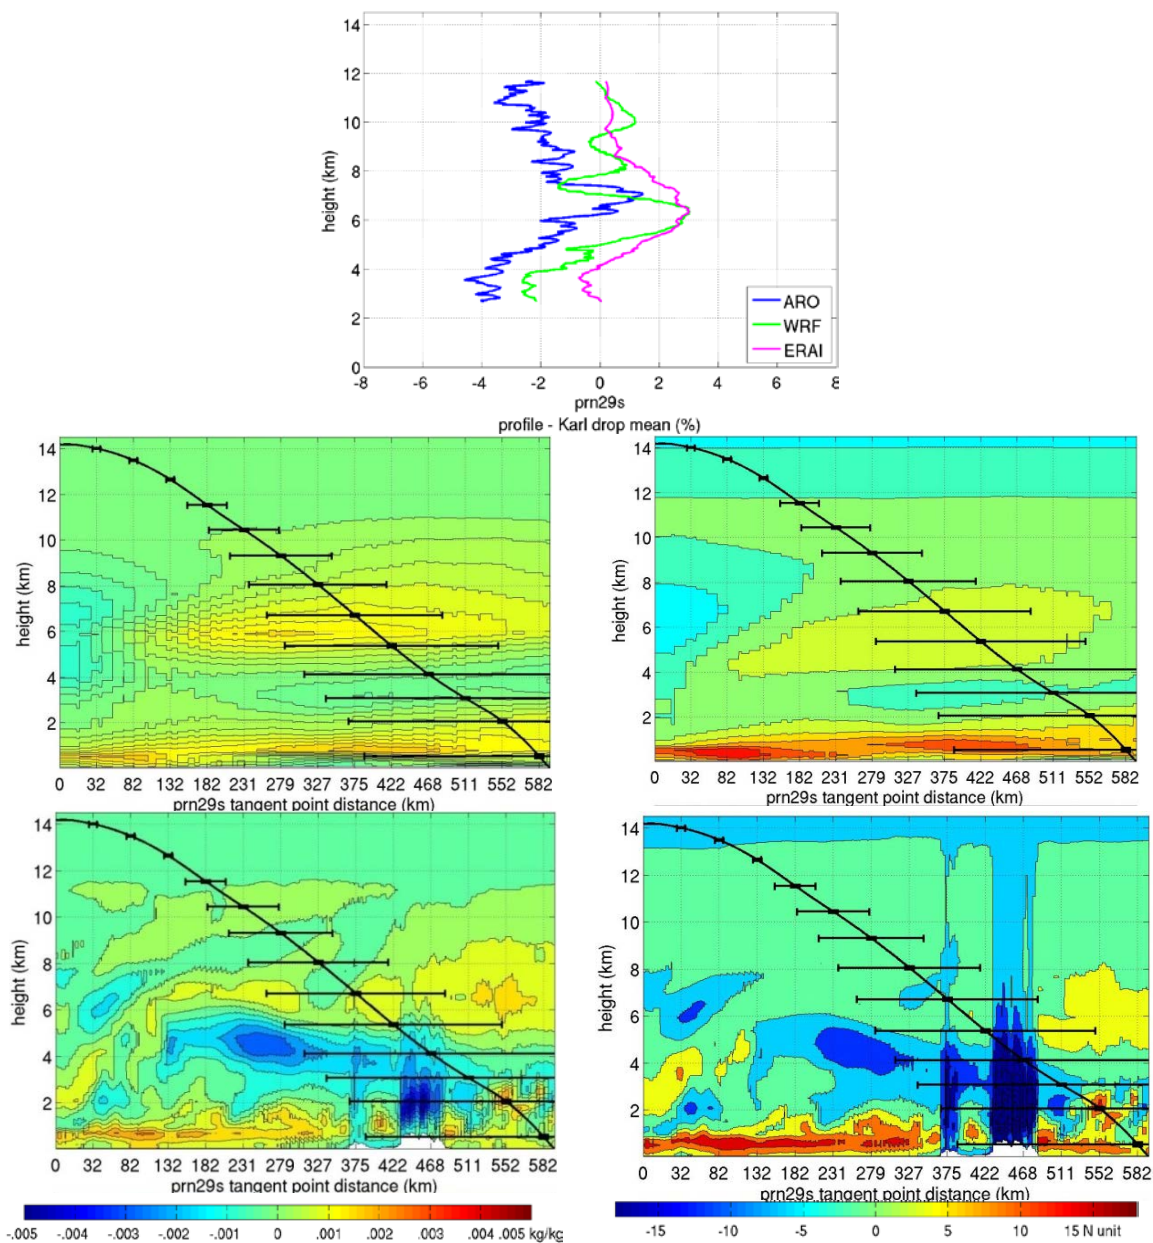 14
12
10
8
6
4
2
0
height (km)
-8 -6 -4 -2 0 2 4 6 8
prn29s
profile - Karl drop mean (%)
ARO
WRF
ERAI
14
12
10
8
6
4
2
height (km)
0 32 82 132 182 231 279 327 375 422 468 511 552 582
prn29s tangent point distance (km)
14
12
10
8
6
4
2
height (km)
0 32 82 132 182 231 279 327 375 422 468 511 552 582
prn29s tangent point distance (km)
14
12
10
8
6
4
2
height (km)
0 32 82 132 182 231 279 327 375 422 468 511 552 582
prn29s tangent point distance (km)
14
12
10
8
6
4
2
height (km)
0 32 82 132 182 231 279 327 375 422 468 511 552 582
prn29s tangent point distance (km)
-.005 -.004 -.003 -.002 -.001 0 .001 .002 .003 .004 .005 kg/kg
-15 -10 -5 0 5 10 15 N unit